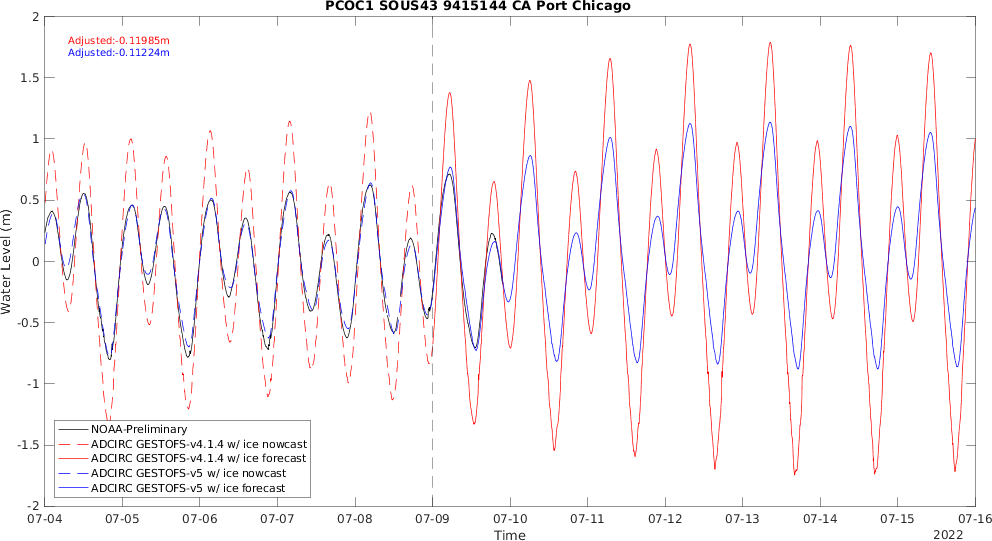 PCOC1 SOUS43 9415144 CA Port Chicago
2
1.5
1
0.5
0
-0.5
-1
-1.5
-2
Water Level (m)
Adjusted:-0.11985m
Adjusted:-0.11224m
NOAA-Preliminary
ADCIRC GESTOFS-v4.1.4 w/ ice nowcast
ADCIRC GESTOFS-v4.1.4 w/ ice forecast
ADCIRC GESTOFS-v5 w/ ice nowcast
ADCIRC GESTOFS-v5 w/ ice forecast
07-04 07-05 07-06 07-07 07-08 07-09 07-10 07-11 07-12 07-13 07-14 07-15 07-16
Time
2022